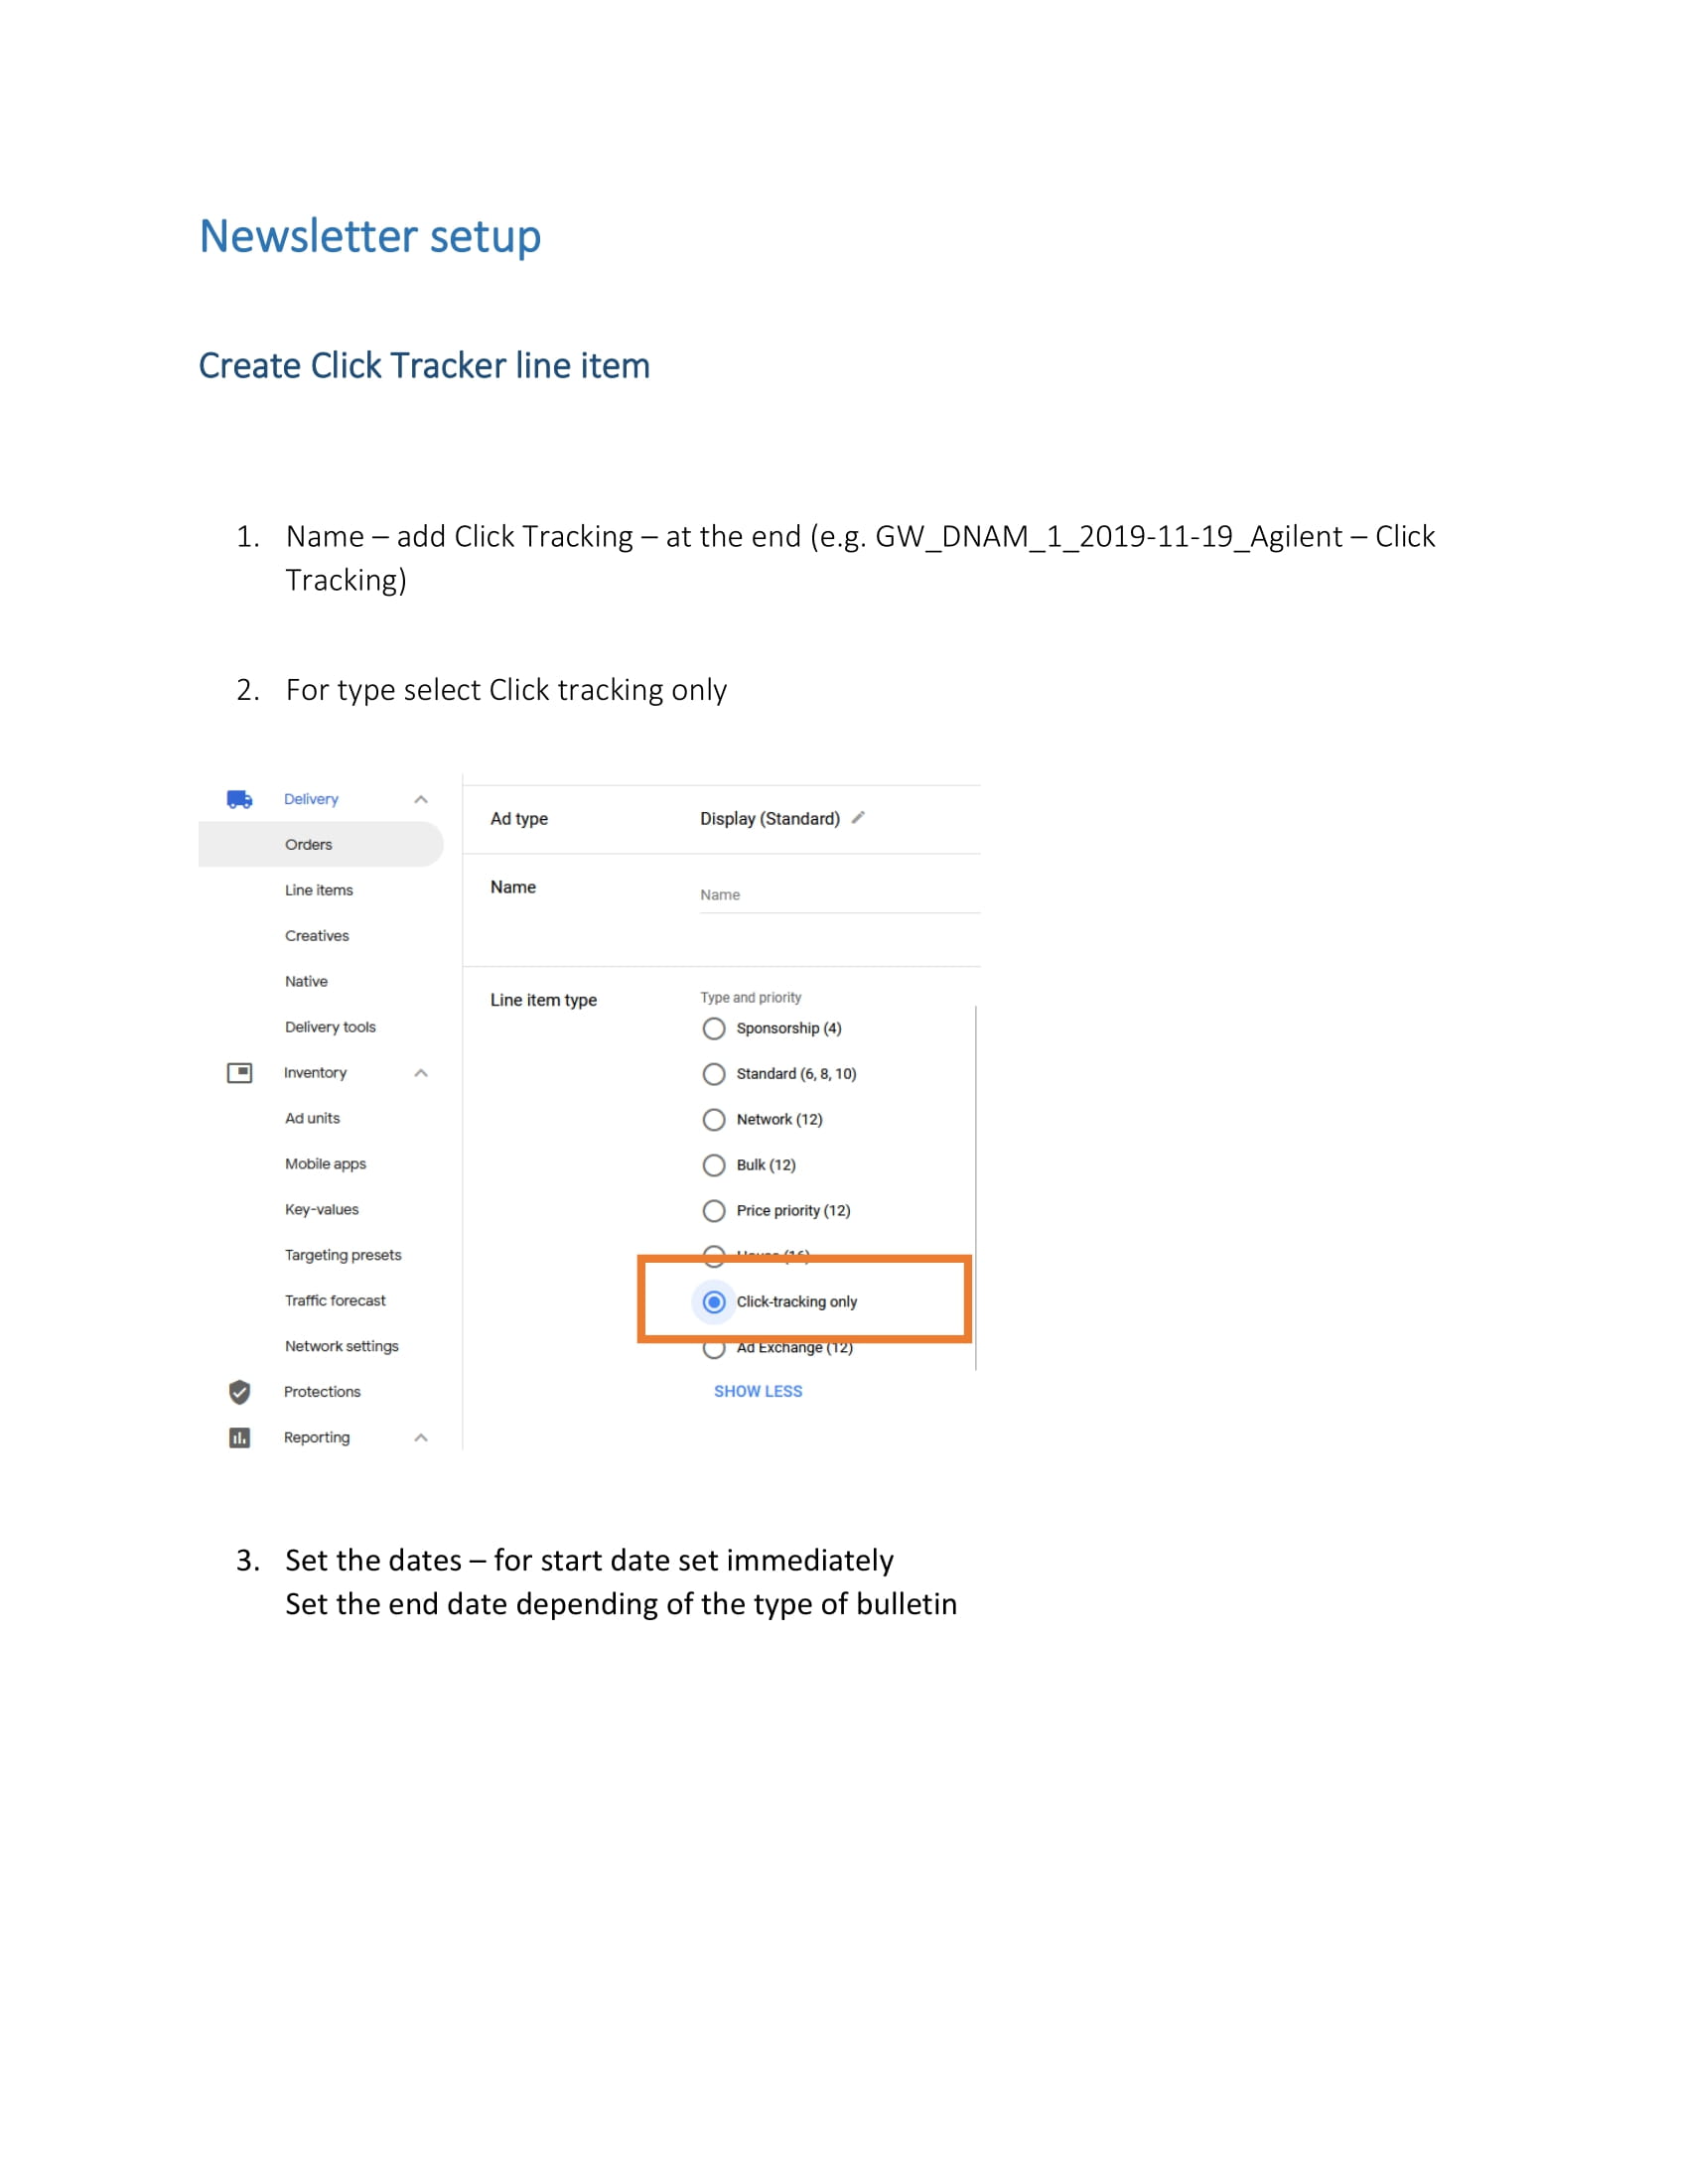 Newsletter setup
Create Click Tracker line item
1. Name – add Click Tracking – at the end (e.g. GW_DNAM_1_2019-11-19_Agilent – Click
Tracking)
2. For type select Click tracking only
Delivery
Orders
Line items
Creatives
Native
Delivery tools
Inventory
Ad units
Mobile apps
Key-values
Targeting presets
Traffic forecast
Network settings
Protections
Reporting
Ad type Display (Standard)
Name Name
Line item type Type and priority
Sponsorship (4)
Standard (6, 8, 10)
Network (12)
Bulk (12)
Price priority (12)
Click-tracking only
Ad Exchange (12)
SHOW LESS
3. Set the dates – for start date set immediately
Set the end date depending of the type of bulletin